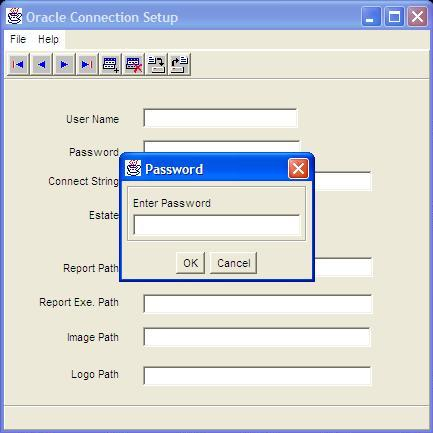 Oracle Connection Setup
File Help
User Name
Password
Connect String
Password
Enter Password
OK Cancel
Estate
Report Path
Report Exe. Path
Image Path
Logo Path